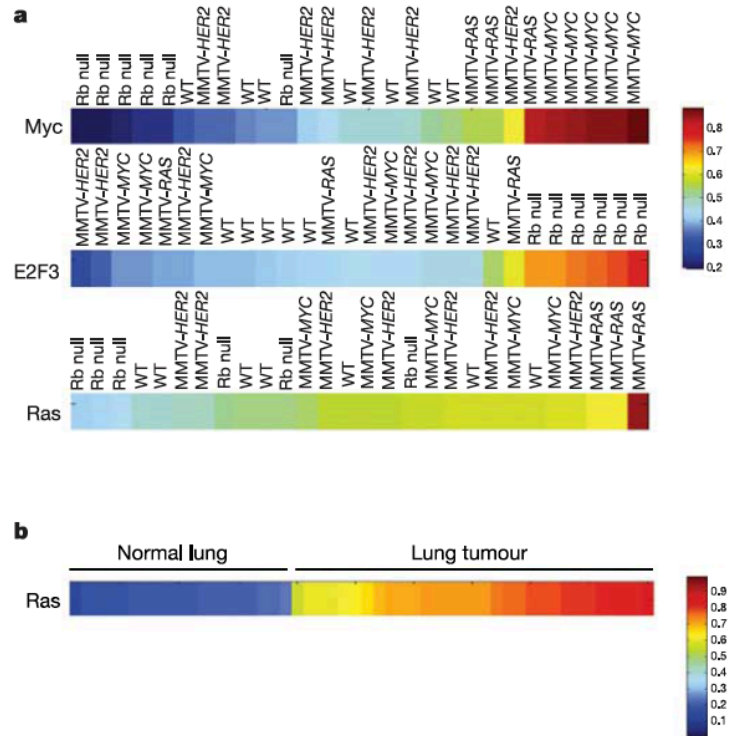 a
Rb null
Rb null
Rb null
Rb null
Rb null
WT
MMTV-HER2
MMTV-HER2
WT
WT
Rb null
MMTV-HER2
MMTV-HER2
WT
MMTV-HER2
WT
MMTV-HER2
WT
WT
MMTV-RAS
MMTV-RAS
MMTV-HER2
MMTV-RAS
MMTV-MYC
MMTV-MYC
MMTV-MYC
MMTV-MYC
MMTV-MYC
Myc
MMTV-HER2
MMTV-HER2
MMTV-MYC
MMTV-MYC
MMTV-RAS
MMTV-HER2
MMTV-MYC
WT
WT
WT
WT
WT
MMTV-RAS
WT
MMTV-HER2
MMTV-MYC
MMTV-HER2
MMTV-MYC
MMTV-HER2
MMTV-HER2
WT
MMTV-RAS
Rb null
Rb null
Rb null
Rb null
Rb null
Rb null
E2F3
Rb null
Rb null
Rb null
WT
WT
MMTV-HER2
MMTV-HER2
Rb null
WT
WT
Rb null
MMTV-MYC
MMTV-HER2
WT
MMTV-MYC
MMTV-HER2
Rb null
MMTV-MYC
MMTV-HER2
WT
MMTV-HER2
MMTV-MYC
WT
MMTV-MYC
MMTV-HER2
MMTV-RAS
MMTV-RAS
MMTV-RAS
Ras
0.8
0.7
0.6
0.5
0.4
0.3
0.2
b
Normal lung
Lung tumour
Ras
0.9
0.8
0.7
0.6
0.5
0.4
0.3
0.2
0.1